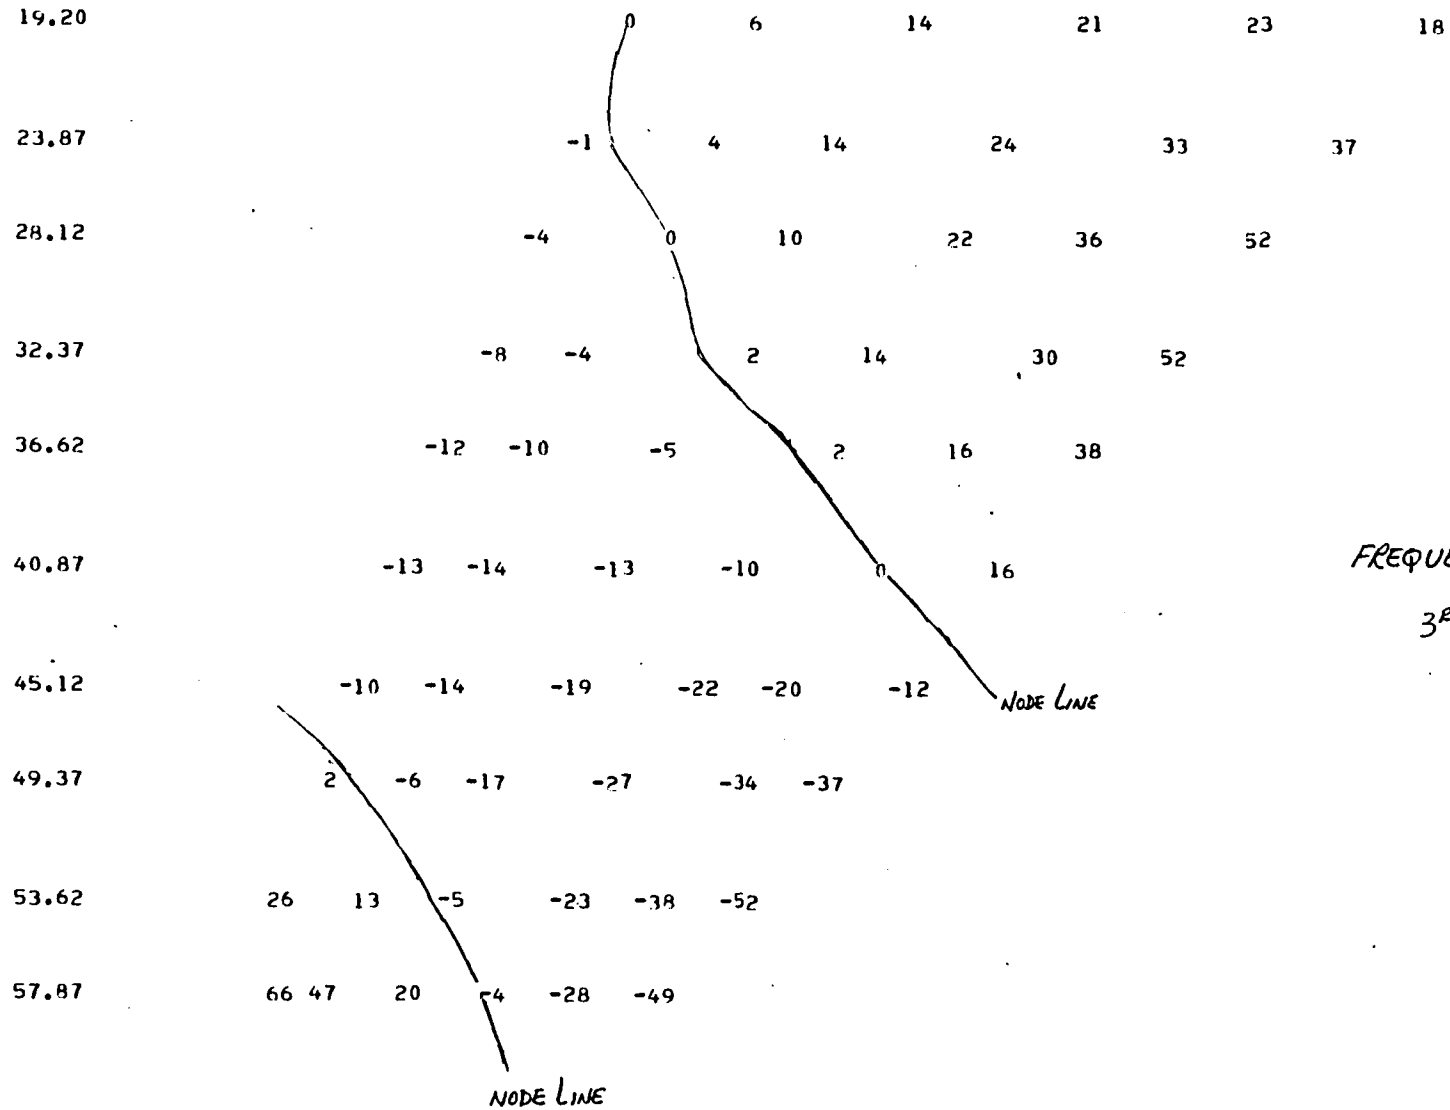 19.20 0 6 14 21 23 18
23.87 -1 4 14 24 33 37
28.12 -4 0 10 22 36 52
32.37 -8 -4 2 14 30 52
36.62 -12 -10 -5 2 16 38
40.87 -13 -14 -13 -10 0 16
FREQUE
3R
45.12 -10 -14 -19 -22 -20 -12
NODE LINE
49.37 2 -6 -17 -27 -34 -37
53.62 26 13 -5 -23 -38 -52
57.87 66 47 20 -4 -28 -49
NODE LINE